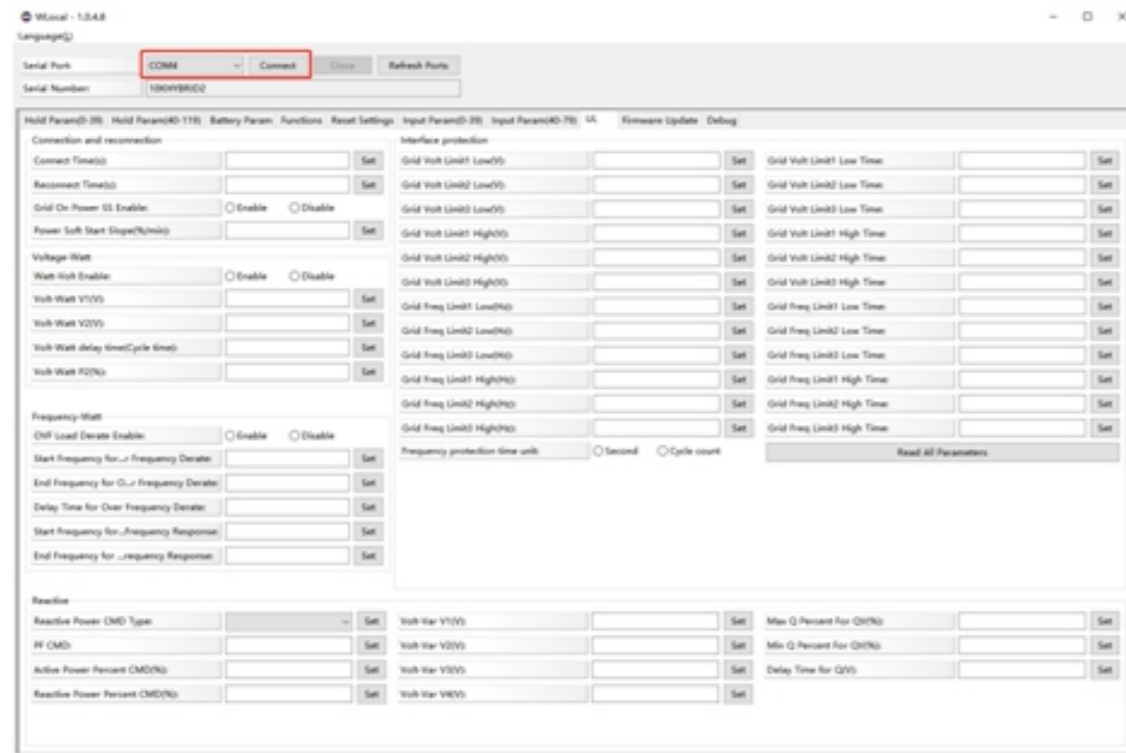 WLocal - 1.0.4.8
Language(L)
Serial Port: COM4 Connect Close Refresh Ports
Serial Number: 10KHYBRID2
Hold Param(0-39) Hold Param(40-119) Battery Param Functions Reset Settings Input Param(0-39) Input Param(40-79) UL Firmware Update Debug
Connection and reconnection
Connect Time(s): Set
Reconnect Time(s): Set
Grid On Power SS Enable: Enable Disable
Power Soft Start Slope(%/min): Set
Voltage-Watt
Watt-Volt Enable: Enable Disable
Volt-Watt V1(V): Set
Volt-Watt V2(V): Set
Volt-Watt delay time(Cycle time): Set
Volt-Watt P2(%): Set
Frequency-Watt
OVF Load Derate Enable: Enable Disable
Start Frequency for...r Frequency Derate: Set
End Frequency for O...r Frequency Derate: Set
Delay Time for Over Frequency Derate: Set
Start Frequency for...Frequency Response: Set
End Frequency for ...requency Response: Set
Interface protection
Grid Volt Limit1 Low(V): Set Grid Volt Limit1 Low Time: Set
Grid Volt Limit2 Low(V): Set Grid Volt Limit2 Low Time: Set
Grid Volt Limit3 Low(V): Set Grid Volt Limit3 Low Time: Set
Grid Volt Limit1 High(V): Set Grid Volt Limit1 High Time: Set
Grid Volt Limit2 High(V): Set Grid Volt Limit2 High Time: Set
Grid Volt Limit3 High(V): Set Grid Volt Limit3 High Time: Set
Grid Freq Limit1 Low(Hz): Set Grid Freq Limit1 Low Time: Set
Grid Freq Limit2 Low(Hz): Set Grid Freq Limit2 Low Time: Set
Grid Freq Limit3 Low(Hz): Set Grid Freq Limit3 Low Time: Set
Grid Freq Limit1 High(Hz): Set Grid Freq Limit1 High Time: Set
Grid Freq Limit2 High(Hz): Set Grid Freq Limit2 High Time: Set
Grid Freq Limit3 High(Hz): Set Grid Freq Limit3 High Time: Set
Frequency protection time unit: Second Cycle count Read All Parameters
Reactive
Reactive Power CMD Type: Set Volt-Var V1(V): Set Max Q Percent For QV(%): Set
PF CMD: Set Volt-Var V2(V): Set Min Q Percent For QV(%): Set
Active Power Percent CMD(%): Set Volt-Var V3(V): Set Delay Time for Q(V): Set
Reactive Power Percent CMD(%): Set Volt-Var V4(V): Set